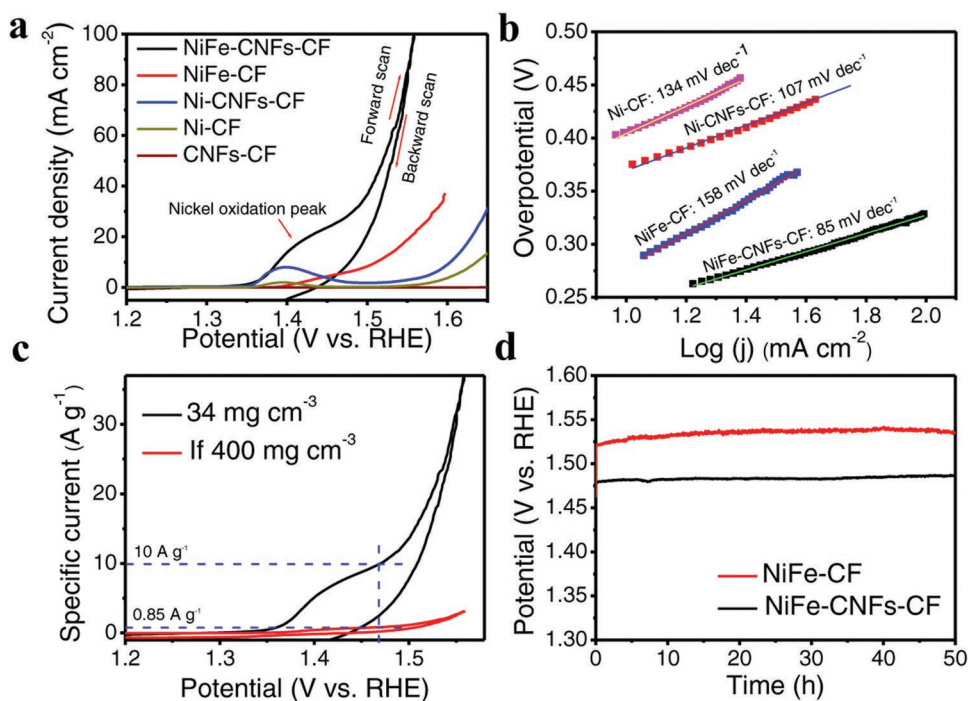 a
NiFe-CNFs-CF
NiFe-CF
Ni-CNFs-CF
Ni-CF
CNFs-CF
Forward scan
Backward scan
Nickel oxidation peak
100
80
60
40
20
0
1.2
1.3
1.4
1.5
1.6
Current density (mA cm⁻²)
Potential (V vs. RHE)
b
Ni-CF: 134 mV dec⁻¹
Ni-CNFs-CF: 107 mV dec⁻¹
NiFe-CF: 158 mV dec⁻¹
NiFe-CNFs-CF: 85 mV dec⁻¹
0.45
0.40
0.35
0.30
0.25
1.0
1.2
1.4
1.6
1.8
2.0
Overpotential (V)
Log (j) (mA cm⁻²)
c
34 mg cm⁻³
If 400 mg cm⁻³
10 A g⁻¹
0.85 A g⁻¹
30
20
10
0
1.2
1.3
1.4
1.5
Specific current (A g⁻¹)
Potential (V vs. RHE)
d
1.60
1.55
1.50
1.45
1.40
1.35
1.30
0
10
20
30
40
50
NiFe-CF
NiFe-CNFs-CF
Potential (V vs. RHE)
Time (h)